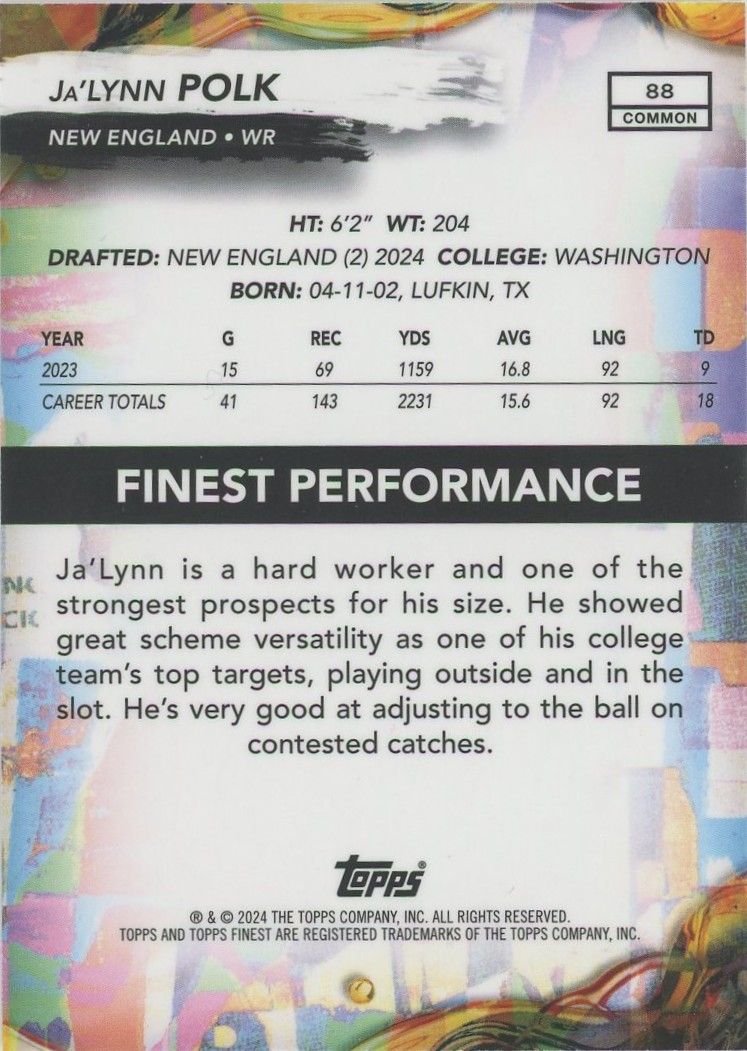 JA'LYNN POLK
88
COMMON
NEW ENGLAND • WR
HT: 6'2" WT: 204
DRAFTED: NEW ENGLAND (2) 2024 COLLEGE: WASHINGTON
BORN: 04-11-02, LUFKIN, TX
YEAR G REC YDS AVG LNG TD
2023 15 69 1159 16.8 92 9
CAREER TOTALS 41 143 2231 15.6 92 18
FINEST PERFORMANCE
Ja'Lynn is a hard worker and one of the
strongest prospects for his size. He showed
great scheme versatility as one of his college
team's top targets, playing outside and in the
slot. He's very good at adjusting to the ball on
contested catches.
TOPPS®
® & © 2024 THE TOPPS COMPANY, INC. ALL RIGHTS RESERVED.
TOPPS AND TOPPS FINEST ARE REGISTERED TRADEMARKS OF THE TOPPS COMPANY, INC.